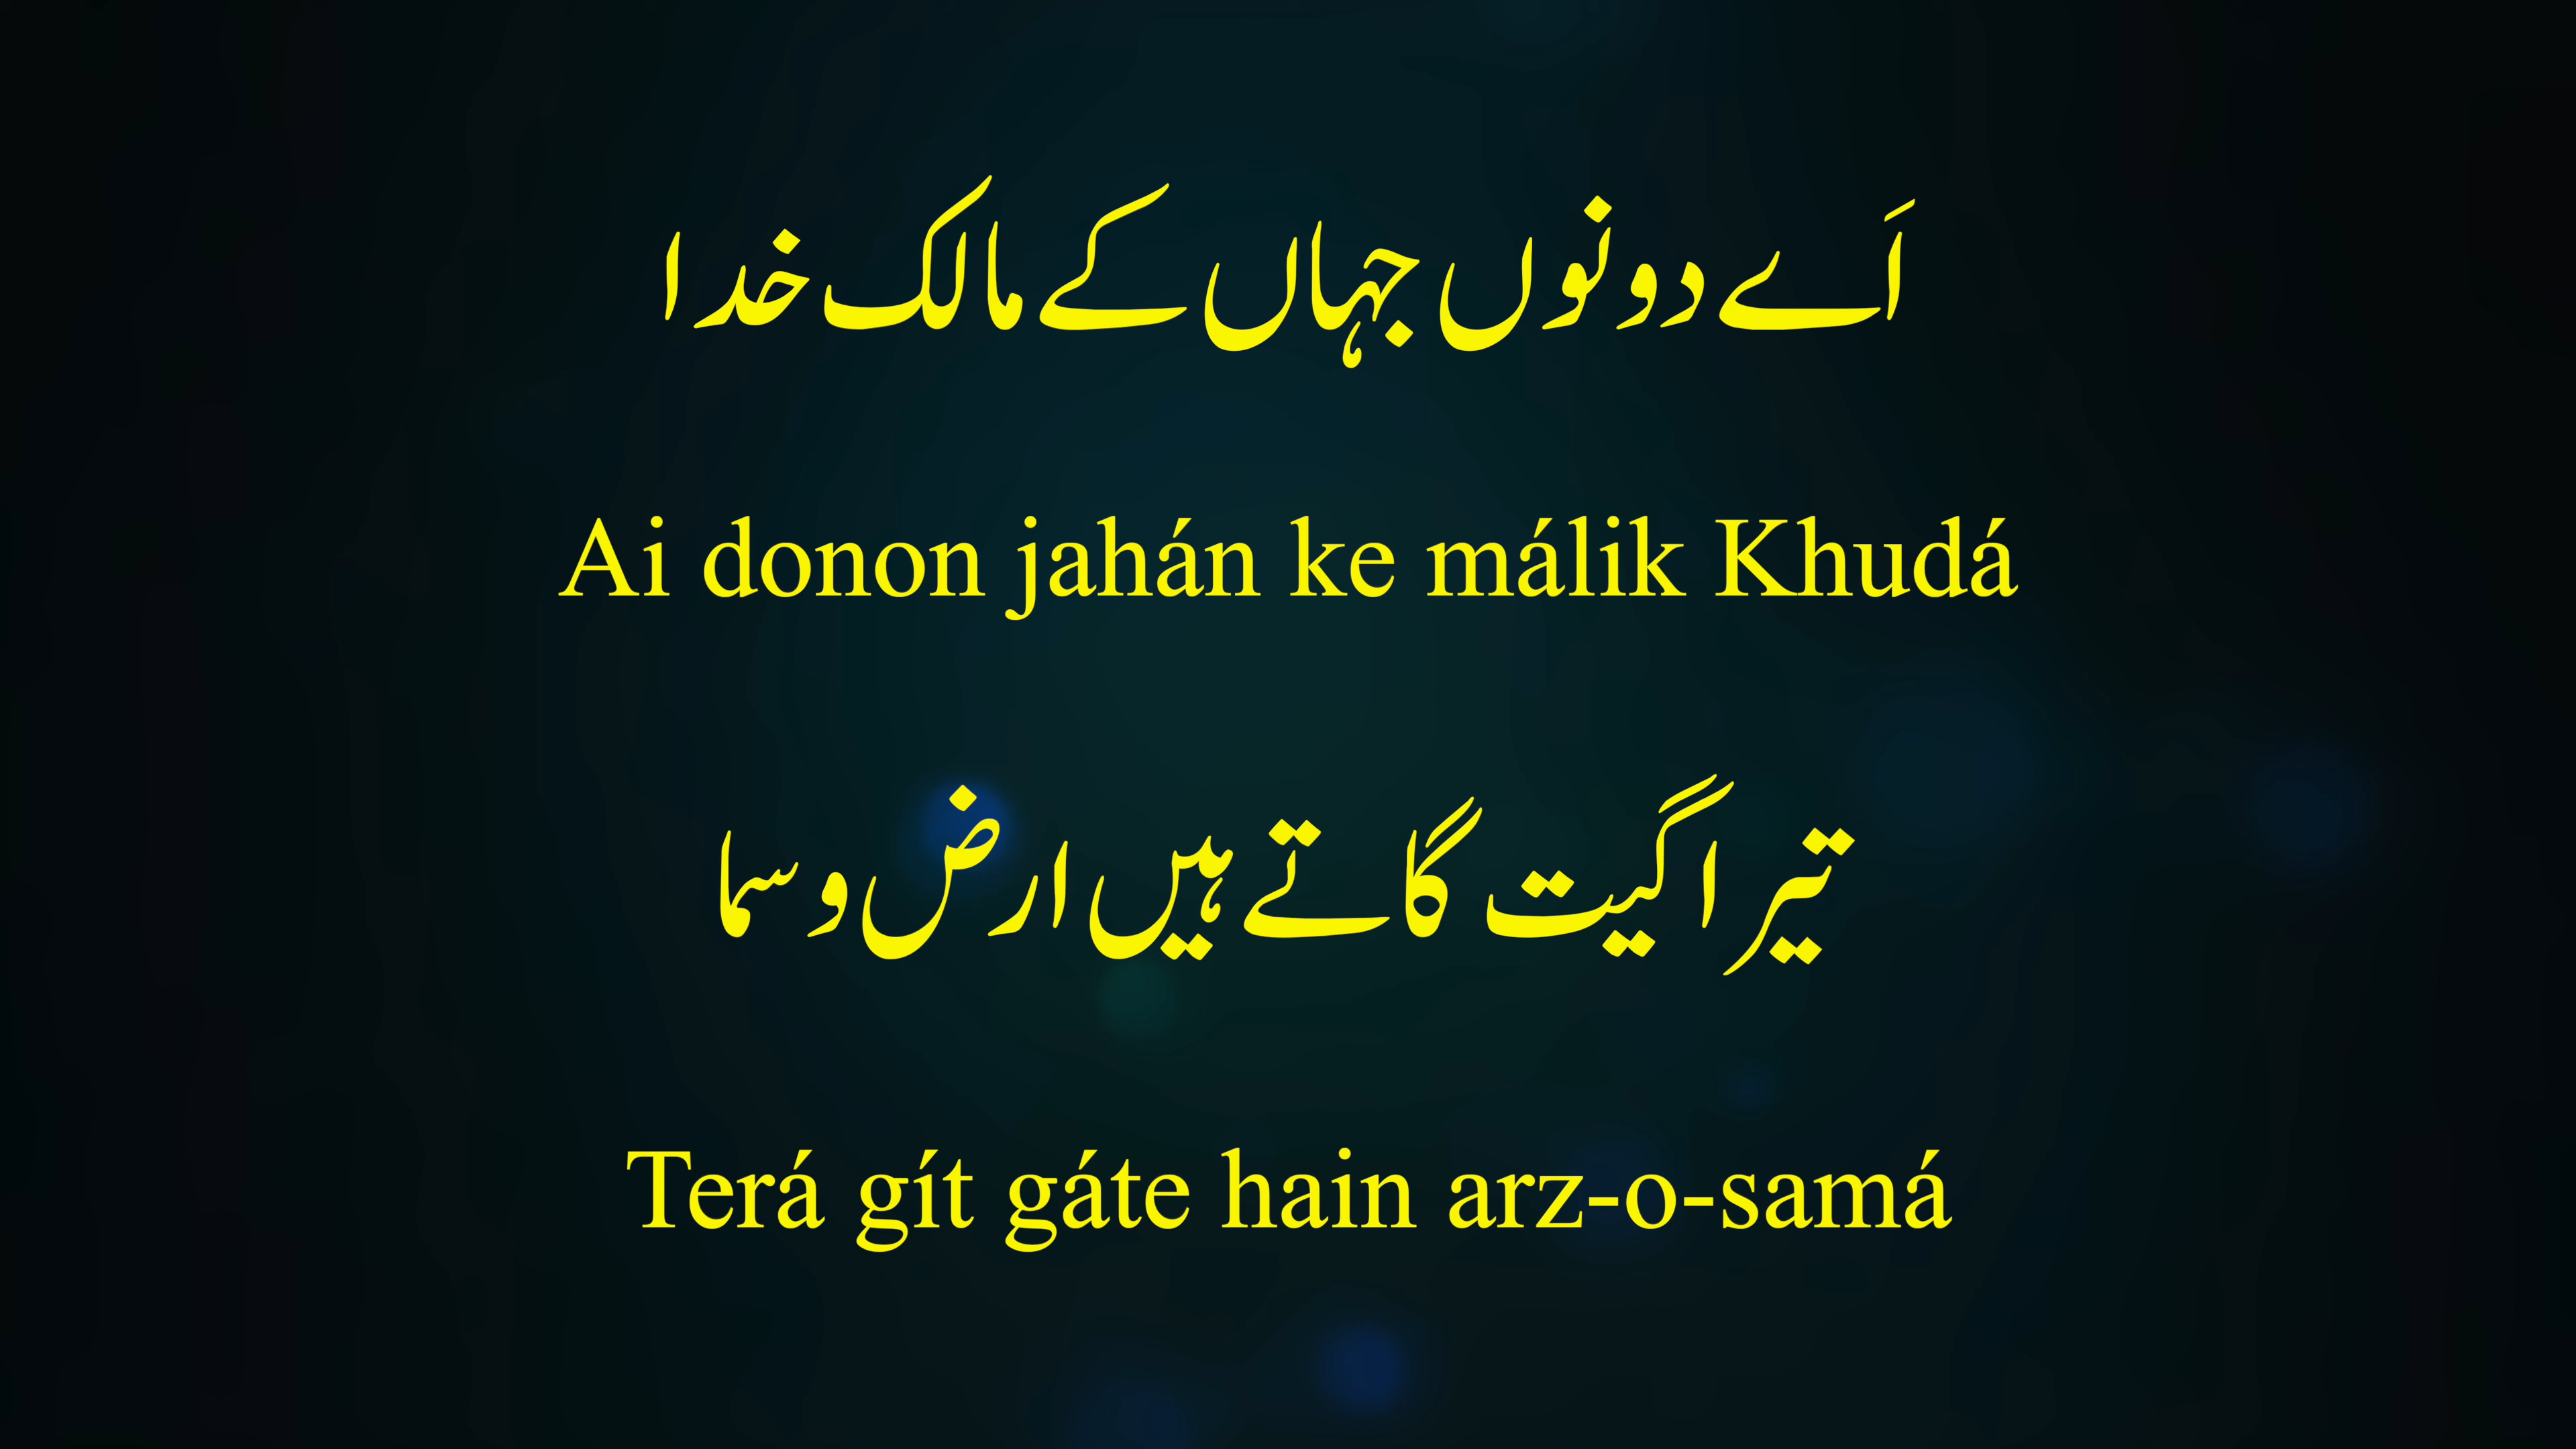 اَے دونوں جہاں کے مالک خدا
Ai donon jahán ke málik Khudá
تیرا گیت گاتے ہیں ارض و سما
Terá gít gáte hain arz-o-samá